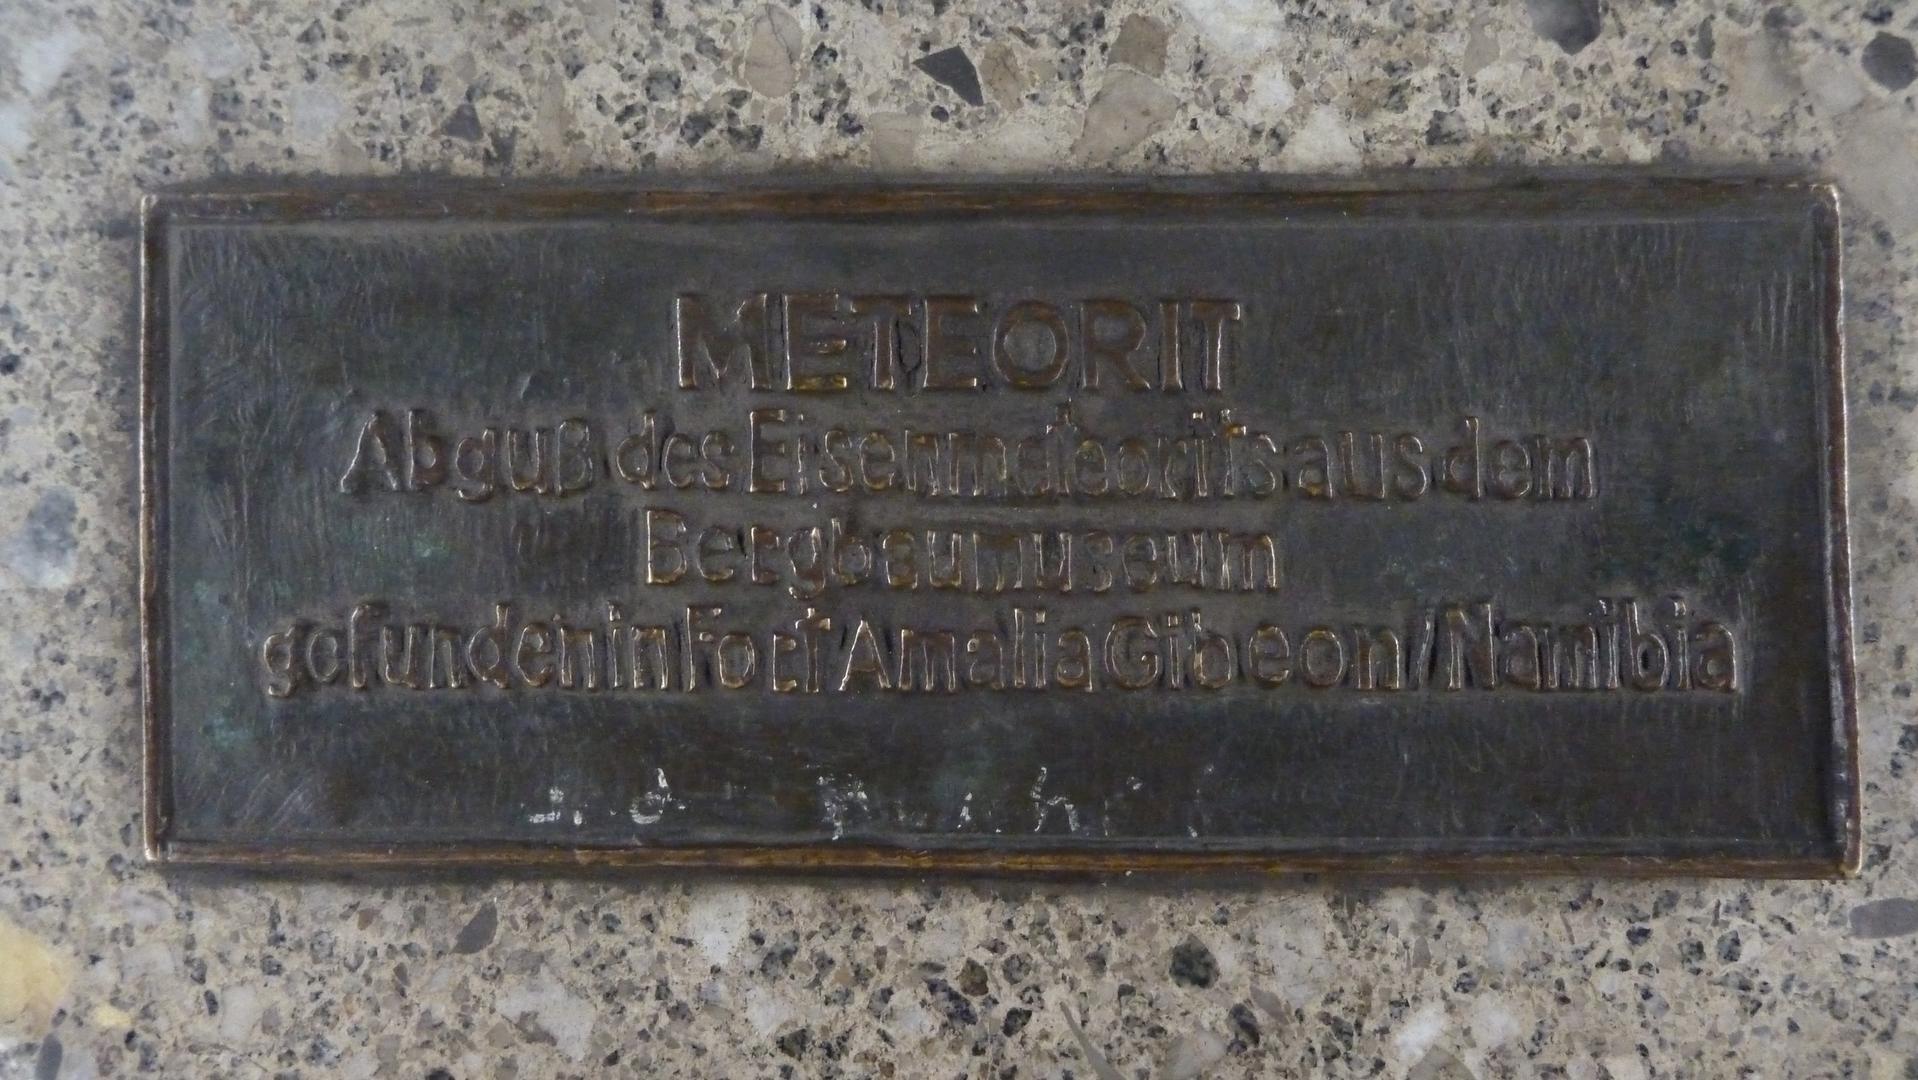 METEORIT
Abguß des Eisenmeteorits aus dem
Bergbaumuseum
gefunden in Fort Amalia Gibeon/Namibia